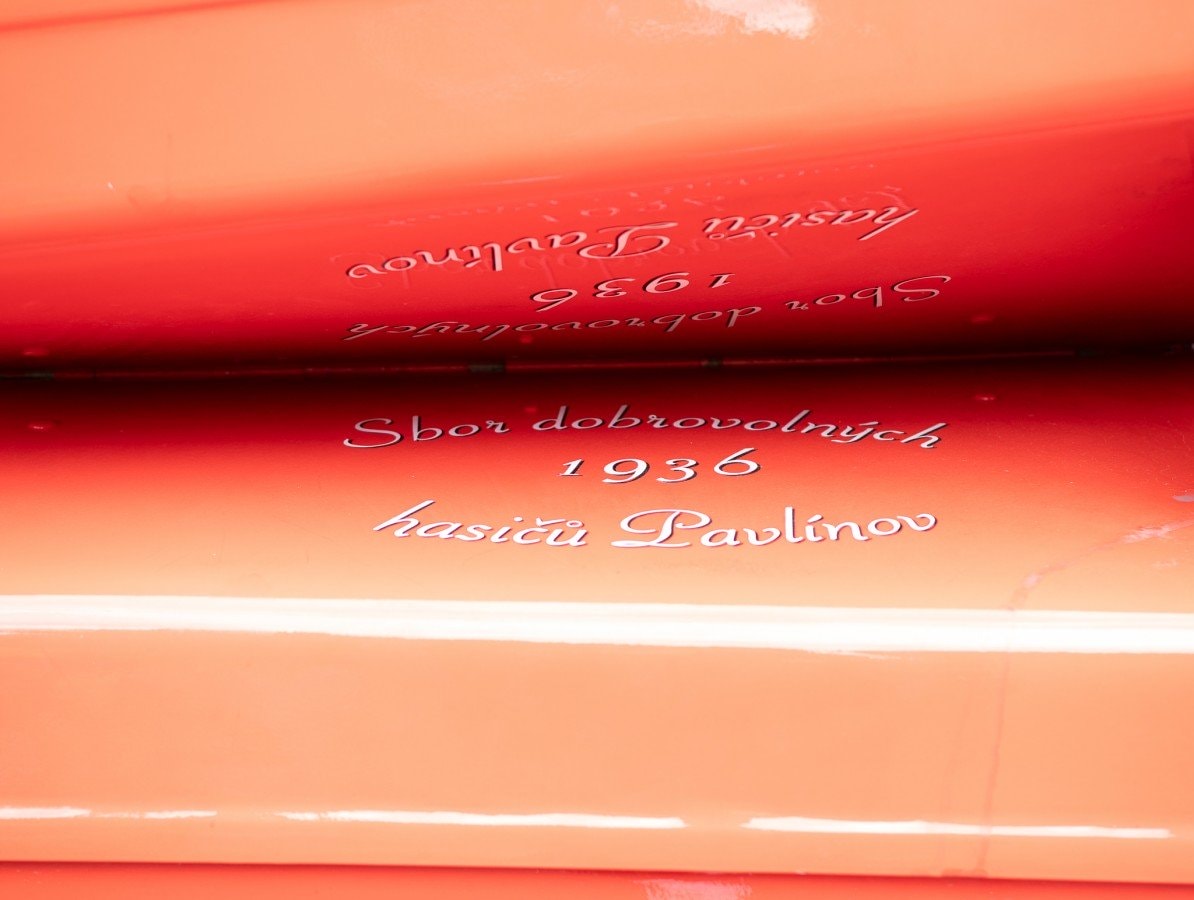 Sbor dobrovolných
1936
hasičů Pavlínov